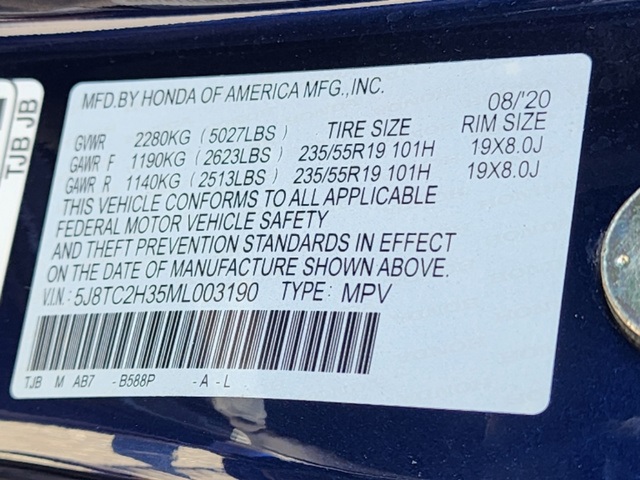 MFD.BY HONDA OF AMERICA MFG.,INC. 08/'20
GVWR 2280KG (5027LBS) TIRE SIZE RIM SIZE
GAWR F 1190KG (2623LBS) 235/55R19 101H 19X8.0J
GAWR R 1140KG (2513LBS) 235/55R19 101H 19X8.0J
THIS VEHICLE CONFORMS TO ALL APPLICABLE
FEDERAL MOTOR VEHICLE SAFETY
AND THEFT PREVENTION STANDARDS IN EFFECT
ON THE DATE OF MANUFACTURE SHOWN ABOVE.
V.I.N.: 5J8TC2H35ML003190 TYPE: MPV
TJB M AB7 -B588P -A-L
TJB JB